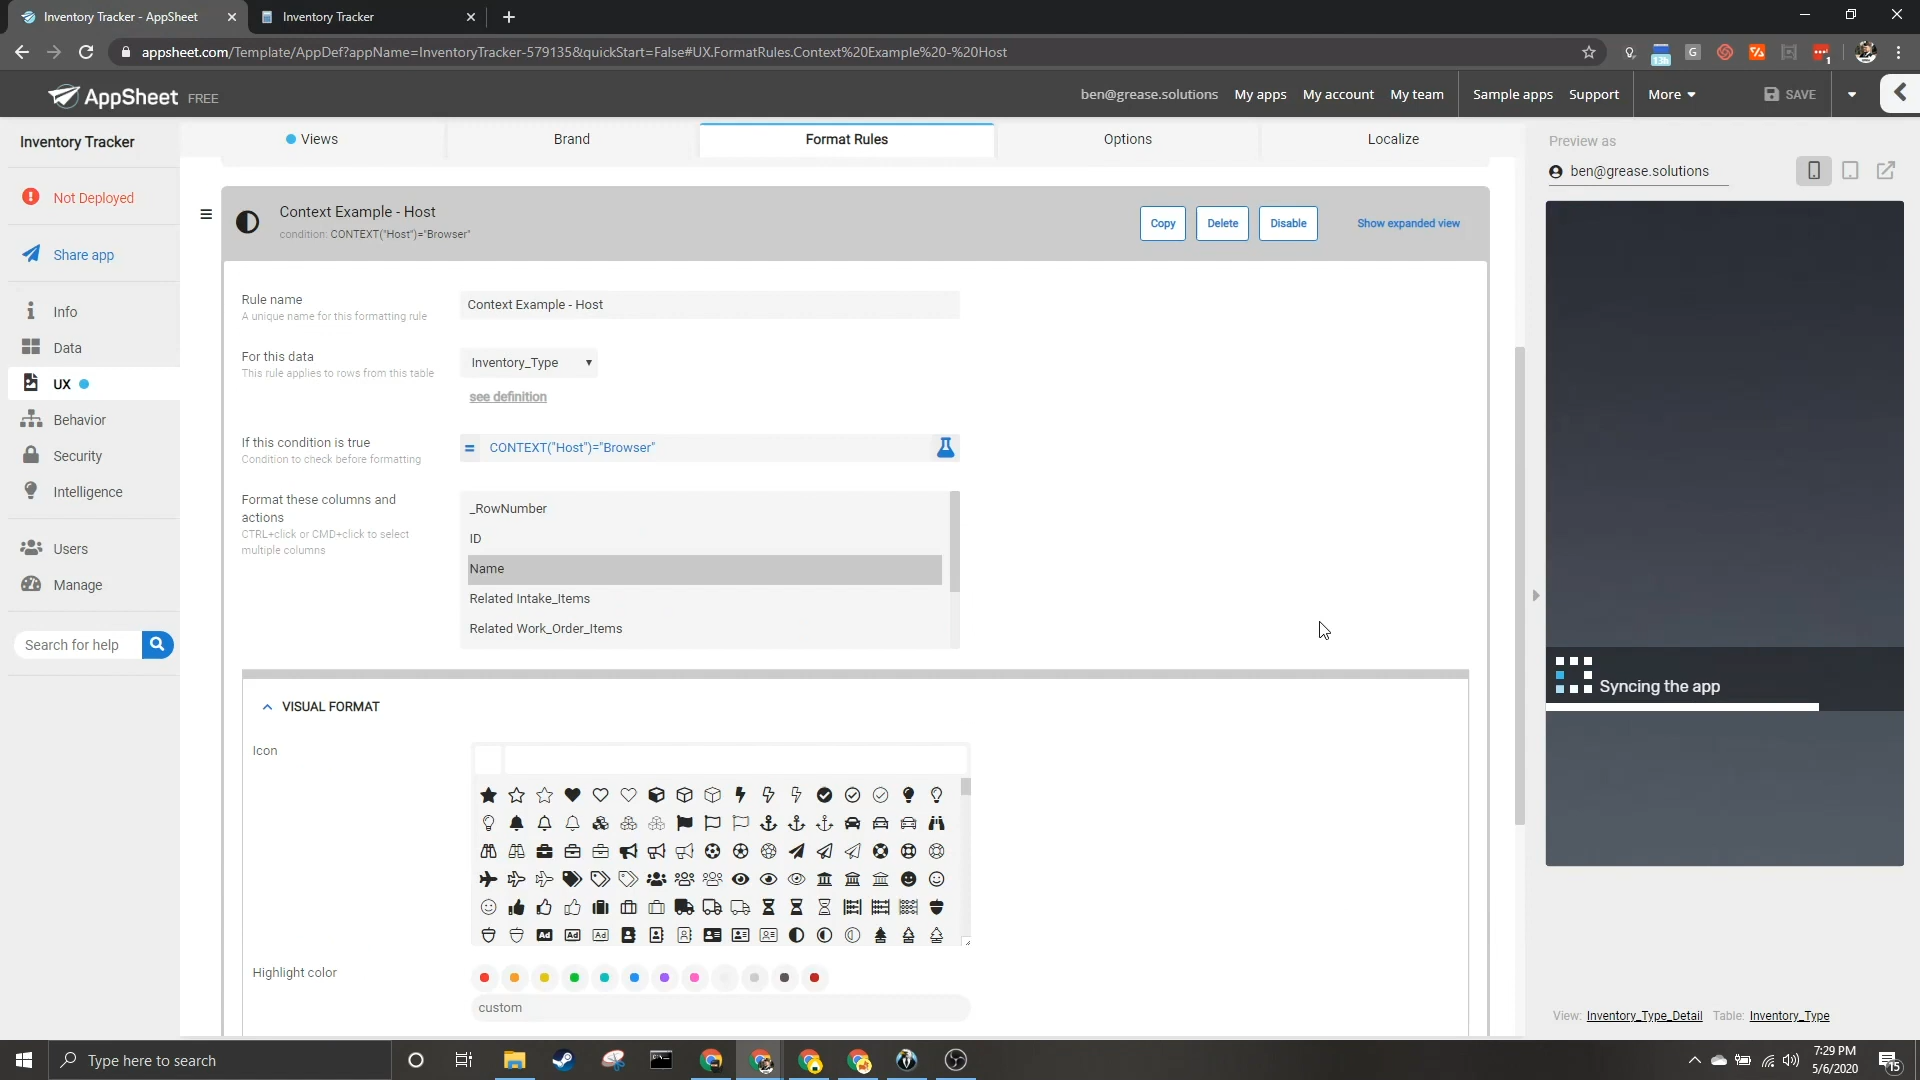 Inventory Tracker - AppSheet
Inventory Tracker
appsheet.com/Template/AppDef?appName=InventoryTracker-579135&quickStart=False#UX.FormatRules.Context%20Example%20-%20Host
13h
G
1
AppSheet FREE
ben@grease.solutions My apps My account My team Sample apps Support More SAVE
Inventory Tracker
Views Brand Format Rules Options Localize
Preview as
ben@grease.solutions
Not Deployed
Share app
Info
Data
UX
Behavior
Security
Intelligence
Users
Manage
Search for help
Context Example - Host
condition: CONTEXT("Host")="Browser"
Copy Delete Disable Show expanded view
Rule name
A unique name for this formatting rule
Context Example - Host
For this data
This rule applies to rows from this table
Inventory_Type
see definition
If this condition is true
Condition to check before formatting
= CONTEXT("Host")="Browser"
Format these columns and
actions
CTRL+click or CMD+click to select
multiple columns
_RowNumber
ID
Name
Related Intake_Items
Related Work_Order_Items
VISUAL FORMAT
Icon
Ad Ad Ad
Highlight color
custom
Syncing the app
View: Inventory_Type_Detail Table: Inventory_Type
Type here to search
7:29 PM
5/6/2020
15